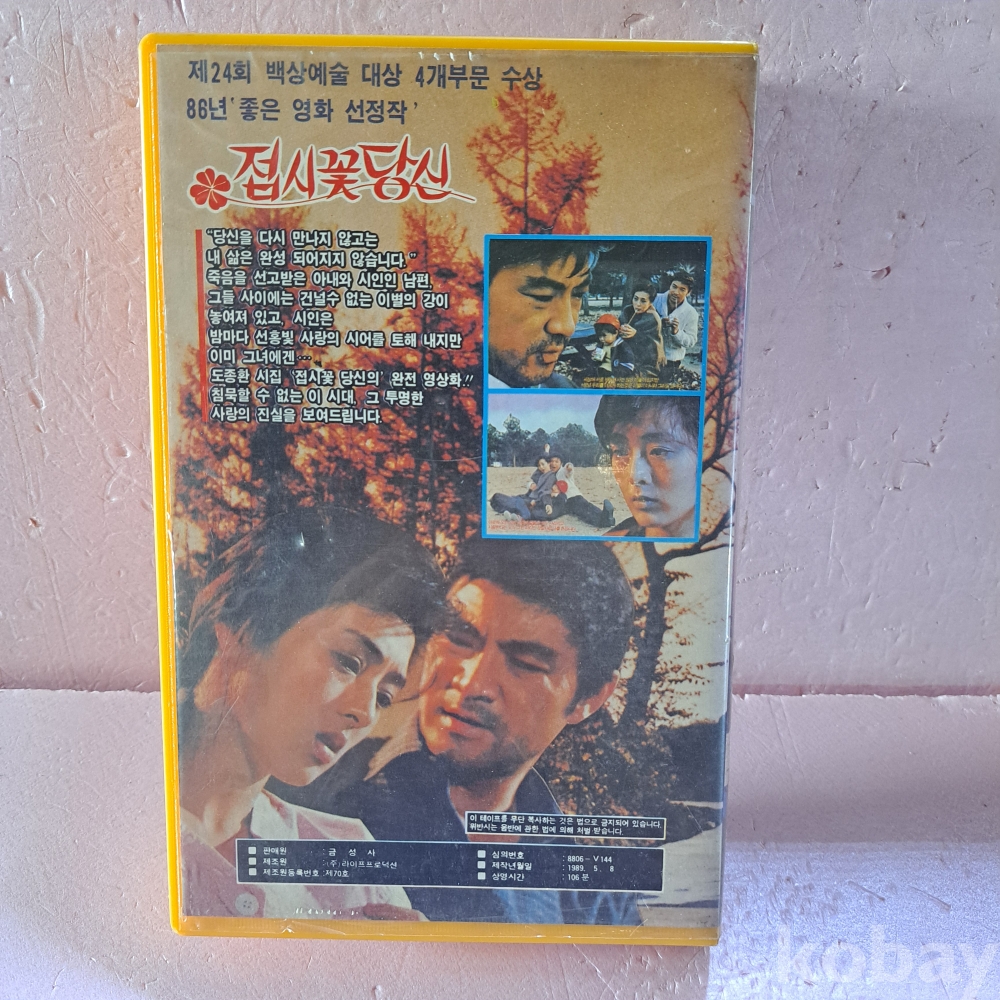 제24회 백상예술 대상 4개부문 수상
86년 '좋은 영화 선정작'
접시꽃당신
"당신을 다시 만나지 않고는
내 삶은 완성 되어지지 않습니다."
죽음을 선고받은 아내와 시인인 남편,
그들 사이에는 건널수 없는 이별의 강이
놓여져 있고, 시인은
밤마다 선홍빛 사랑의 시어를 토해 내지만
이미 그녀에겐…
도종환 시집 '접시꽃 당신의' 완전 영상화!!
침묵할 수 없는 이 시대, 그 투명한
사랑의 진실을 보여드립니다.
이 테이프를 무단 복사하는 것은 법으로 금지되어 있습니다.
위반시는 음반에 관한 법에 의해 처벌 받습니다.
■ 판매원 : 금성사
■ 제조원 : (주)라이프프로덕션
■ 제조원등록번호 : 제70호
■ 심의번호 : 8806-V144
■ 제작년월일 : 1989. 5. 8
■ 상영시간 : 106분
kobay